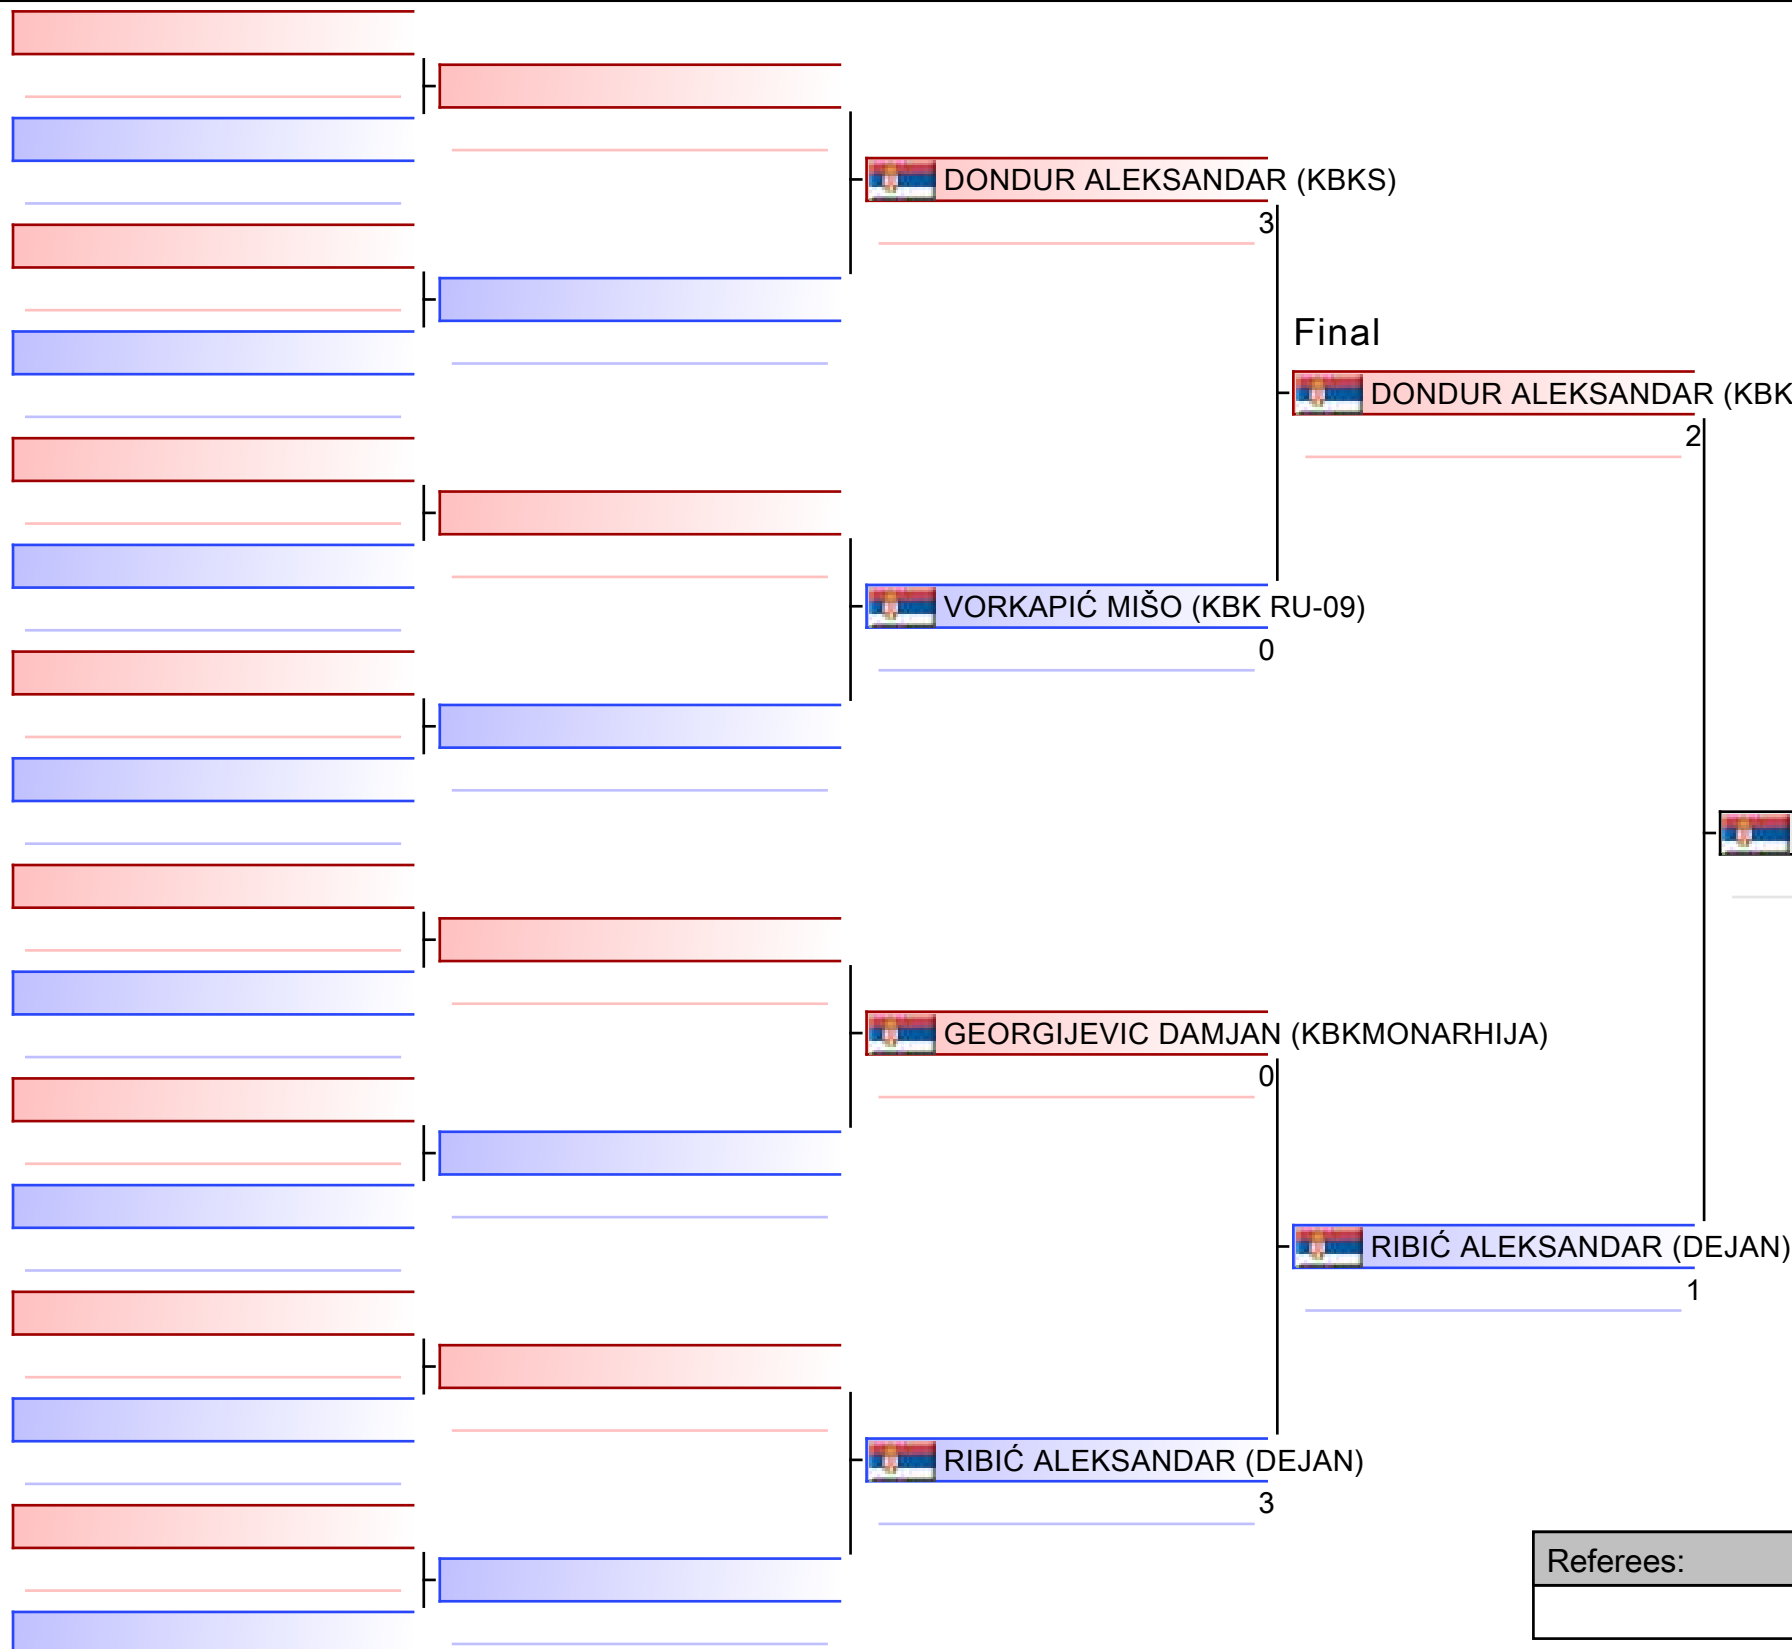 DONDUR ALEKSANDAR (KBKS)
3
Final
DONDUR ALEKSANDAR (KBK
2
VORKAPIĆ MIŠO (KBK RU-09)
0
GEORGIJEVIC DAMJAN (KBKMONARHIJA)
0
RIBIĆ ALEKSANDAR (DEJAN)
1
RIBIĆ ALEKSANDAR (DEJAN)
3
Referees: